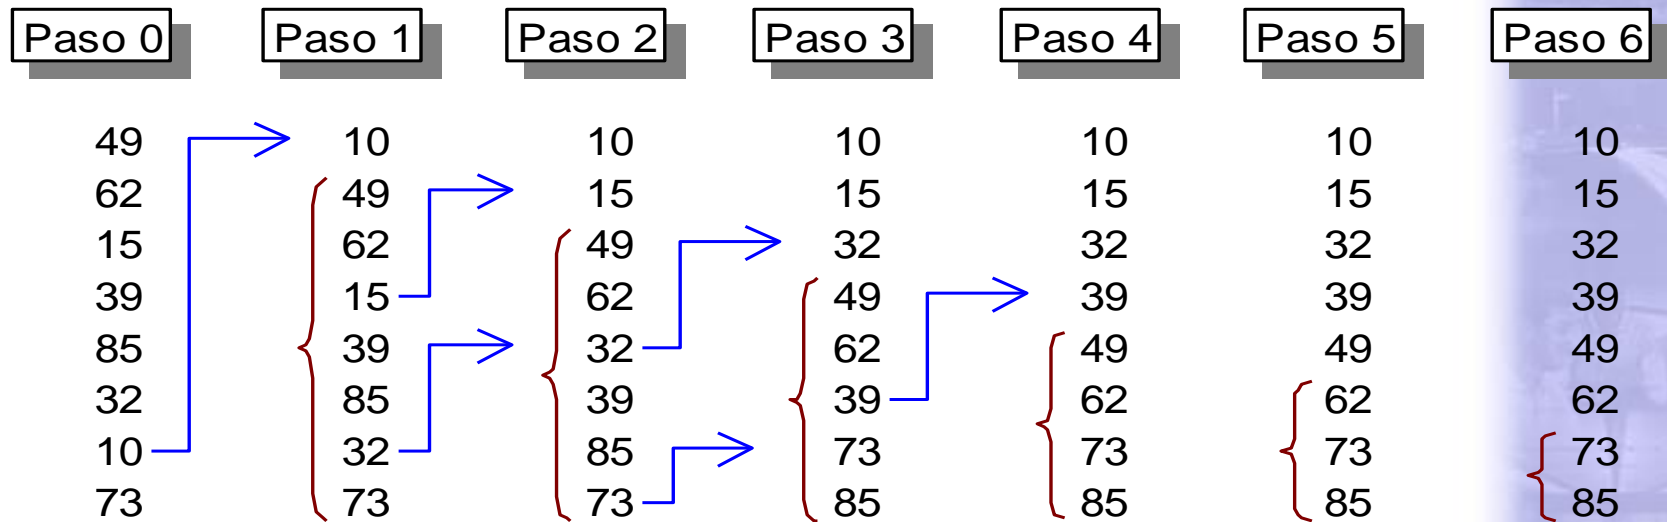 Paso 0 Paso 1 Paso 2 Paso 3 Paso 4 Paso 5 Paso 6
49 10 10 10 10 10 10
62 49 15 15 15 15 15
15 62 49 32 32 32 32
39 15 62 49 39 39 39
85 39 32 62 49 49 49
32 85 39 39 62 62 62
10 32 85 73 73 73 73
73 73 73 85 85 85 85